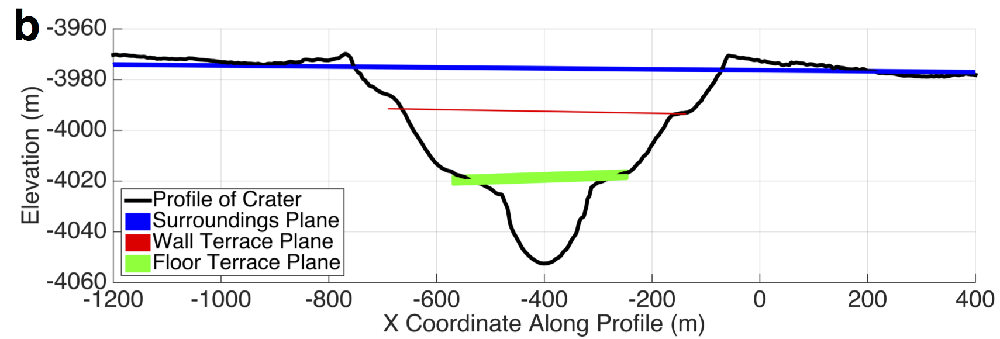 b
Elevation (m)
-3960
-3980
-4000
-4020
-4040
-4060
Profile of Crater
Surroundings Plane
Wall Terrace Plane
Floor Terrace Plane
-1200 -1000 -800 -600 -400 -200 0 200 400
X Coordinate Along Profile (m)